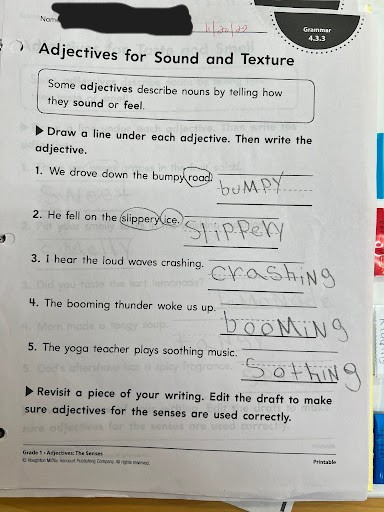 Name
11/22/22
Grammar
4.3.3
Adjectives for Sound and Texture
Some adjectives describe nouns by telling how
they sound or feel.
▶ Draw a line under each adjective. Then write the
adjective.
1. We drove down the bumpy road.
buMPY
2. He fell on the slippery ice.
SlipPery
3. I hear the loud waves crashing.
crashiNg
4. The booming thunder woke us up.
booMiNg
5. The yoga teacher plays soothing music.
SothiNg
▶ Revisit a piece of your writing. Edit the draft to make
sure adjectives for the senses are used correctly.
Grade 1 • Adjectives: The Senses
© Houghton Mifflin Harcourt Publishing Company. All rights reserved.
Printable